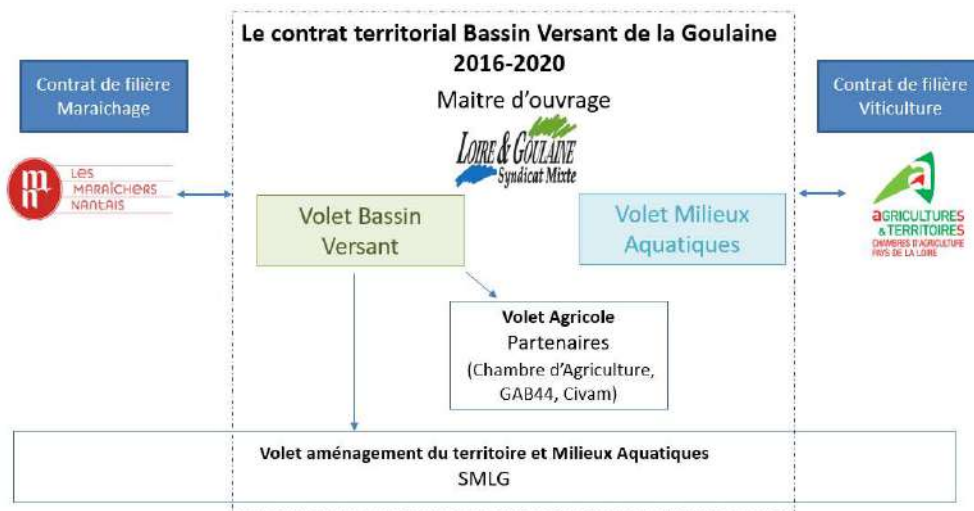 Le contrat territorial Bassin Versant de la Goulaine
2016-2020
Maitre d'ouvrage
LOIRE & GOULAINE
Syndicat Mixte
Contrat de filière
Maraichage
mn
LES
MARAÎCHERS
NANTAIS
Contrat de filière
Viticulture
a
aGRICULTURES
& TERRITOIRES
CHAMBRES D'AGRICULTURE
PAYS DE LA LOIRE
Volet Bassin
Versant
Volet Milieux
Aquatiques
Volet Agricole
Partenaires
(Chambre d'Agriculture,
GAB44, Civam)
Volet aménagement du territoire et Milieux Aquatiques
SMLG